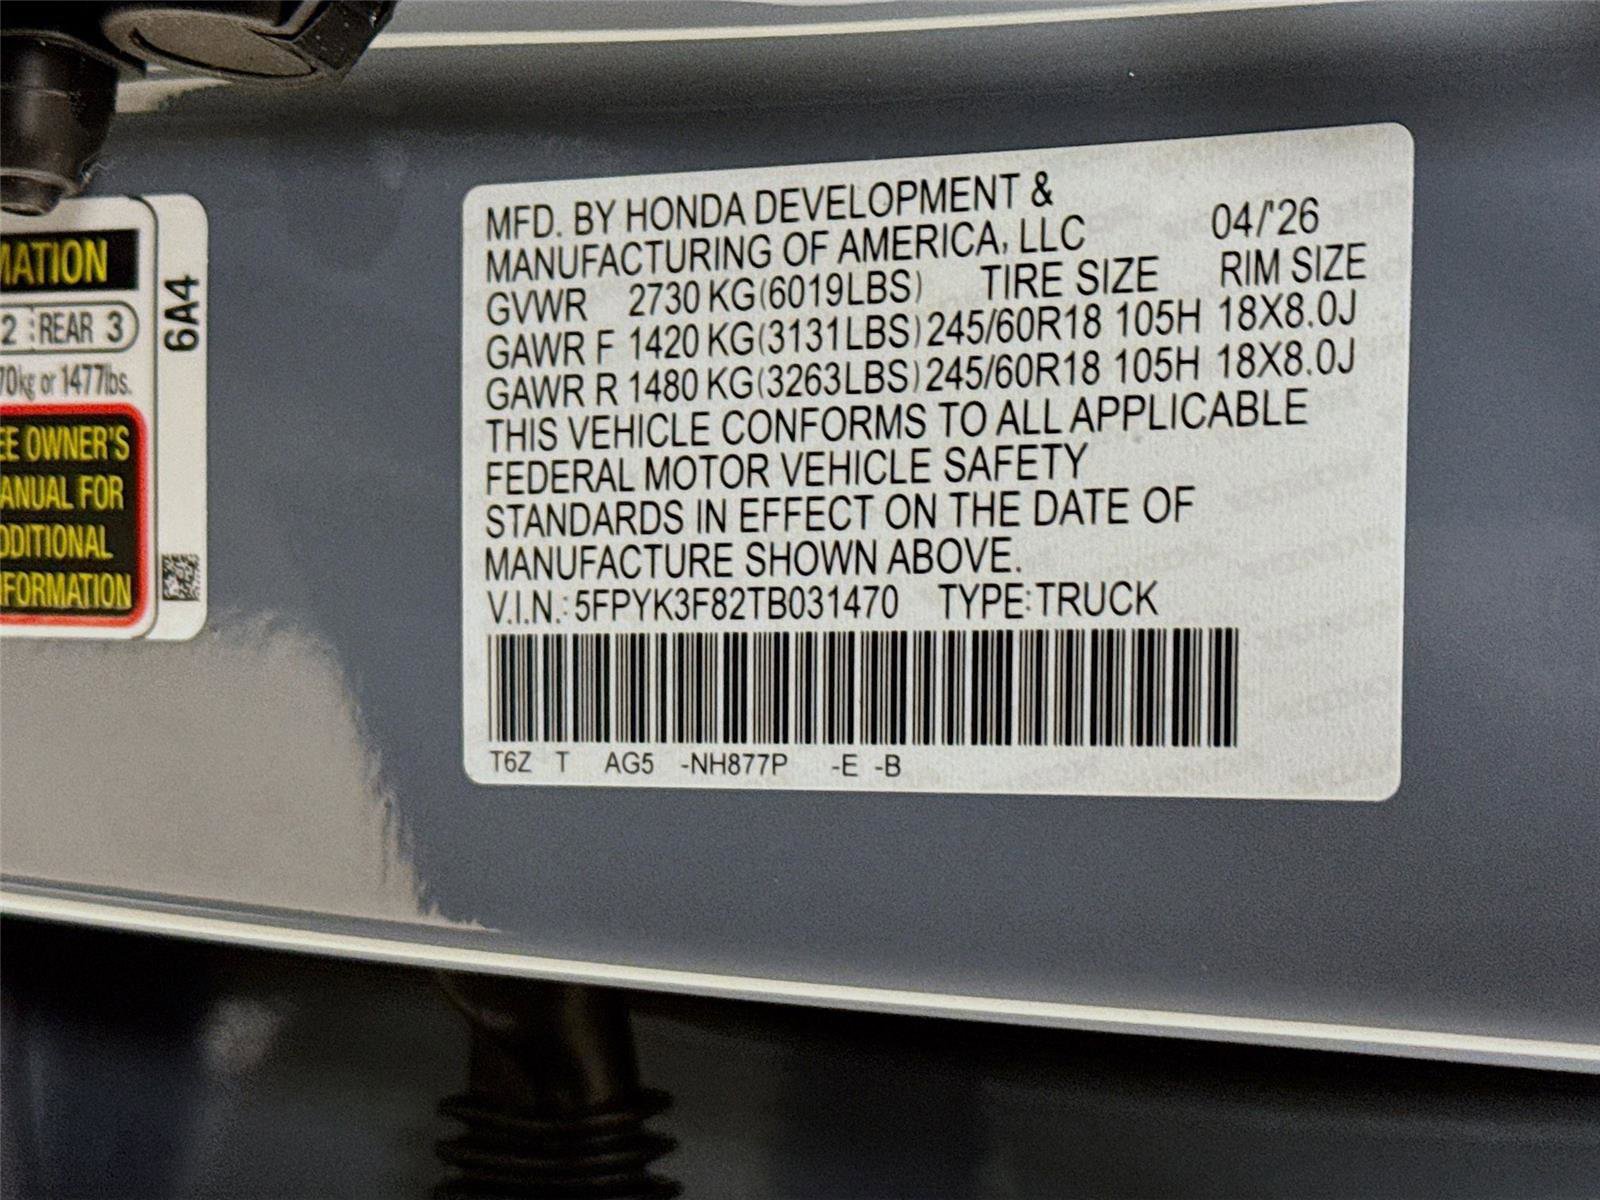 MATION
2 REAR 3
70kg or 1477lbs.
EE OWNER'S
ANUAL FOR
DDITIONAL
FORMATION
6A4
MFD. BY HONDA DEVELOPMENT &
MANUFACTURING OF AMERICA, LLC 04/'26
GVWR 2730 KG(6019LBS) TIRE SIZE RIM SIZE
GAWR F 1420 KG(3131LBS) 245/60R18 105H 18X8.0J
GAWR R 1480 KG(3263LBS) 245/60R18 105H 18X8.0J
THIS VEHICLE CONFORMS TO ALL APPLICABLE
FEDERAL MOTOR VEHICLE SAFETY
STANDARDS IN EFFECT ON THE DATE OF
MANUFACTURE SHOWN ABOVE.
V.I.N.: 5FPYK3F82TB031470 TYPE:TRUCK
T6Z T AG5 -NH877P -E -B